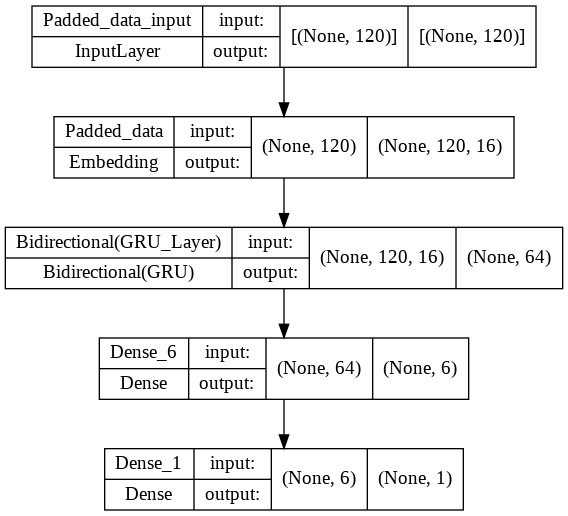 Padded_data_input input: [(None, 120)] [(None, 120)]
InputLayer output:
Padded_data input: (None, 120) (None, 120, 16)
Embedding output:
Bidirectional(GRU_Layer) input: (None, 120, 16) (None, 64)
Bidirectional(GRU) output:
Dense_6 input: (None, 64) (None, 6)
Dense output:
Dense_1 input: (None, 6) (None, 1)
Dense output: